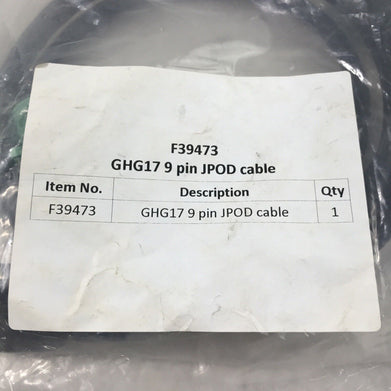 F39473
GHG17 9 pin JPOD cable
Item No. Description Qty
F39473 GHG17 9 pin JPOD cable 1